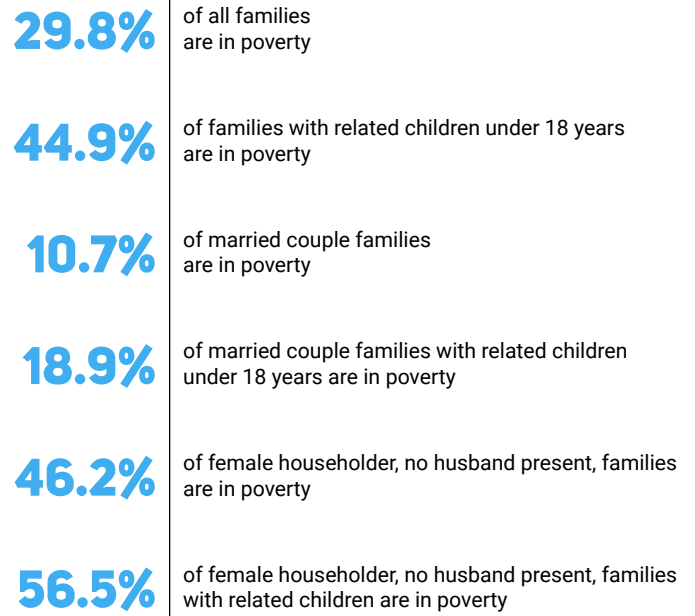 29.8%
of all families
are in poverty
44.9%
of families with related children under 18 years
are in poverty
10.7%
of married couple families
are in poverty
18.9%
of married couple families with related children
under 18 years are in poverty
46.2%
of female householder, no husband present, families
are in poverty
56.5%
of female householder, no husband present, families
with related children are in poverty